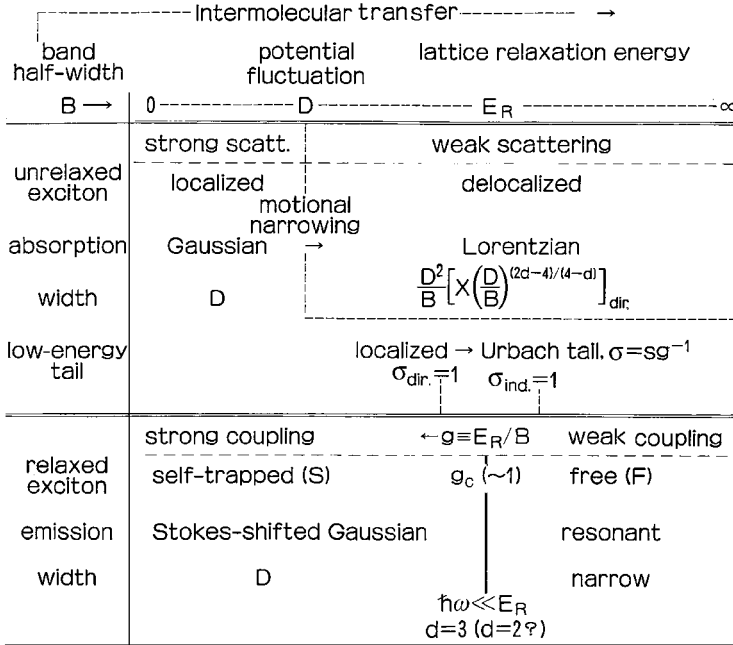 Intermolecular transfer →
band half-width
potential fluctuation
lattice relaxation energy
B → 0 D E_R ∞
strong scatt. weak scattering
unrelaxed exciton
localized delocalized
motional narrowing
absorption Gaussian → Lorentzian
width D D²/B [X(D/B)^(2d−4)/(4−d)]_dir.
low-energy tail
localized → Urbach tail, σ=sg⁻¹
σ_dir.=1 σ_ind.=1
strong coupling ←g≡E_R/B weak coupling
relaxed exciton
self-trapped (S) g_c (~1) free (F)
emission Stokes-shifted Gaussian resonant
width D narrow
ħω≪E_R
d=3 (d=2?)